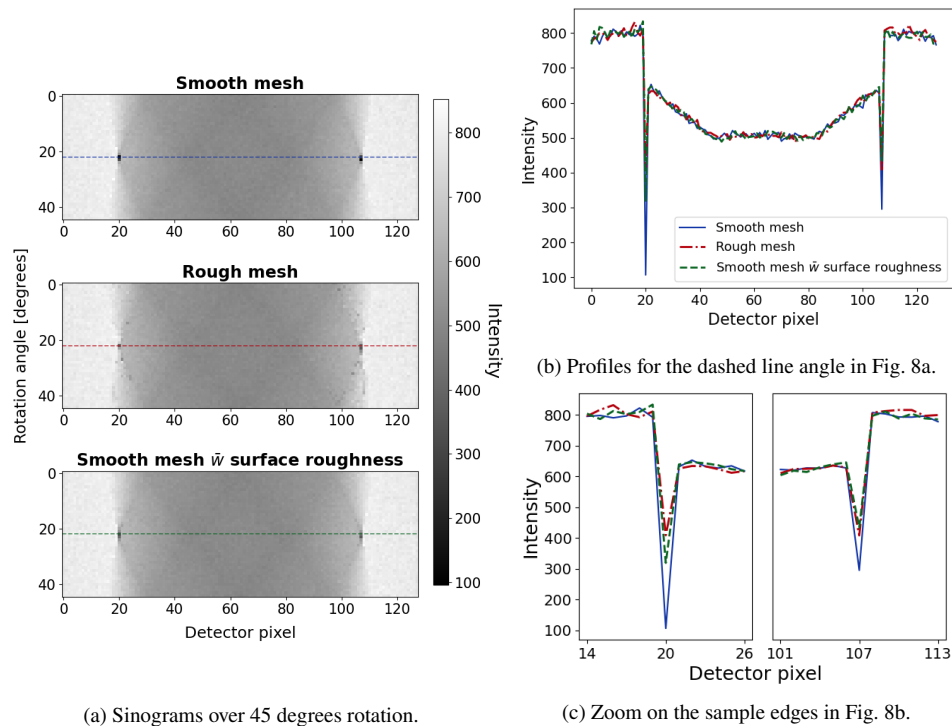 Smooth mesh
0
20
40
0 20 40 60 80 100 120
Rough mesh
0
20
40
0 20 40 60 80 100 120
Smooth mesh w̃ surface roughness
0
20
40
0 20 40 60 80 100 120
Detector pixel
Rotation angle [degrees]
800
700
600
500
400
300
200
100
Intensity
(a) Sinograms over 45 degrees rotation.
800
700
600
500
400
300
200
100
Intensity
Smooth mesh
Rough mesh
Smooth mesh w̃ surface roughness
0 20 40 60 80 100 120
Detector pixel
(b) Profiles for the dashed line angle in Fig. 8a.
800
700
600
500
400
300
200
100
Intensity
14 20 26 101 107 113
Detector pixel
(c) Zoom on the sample edges in Fig. 8b.